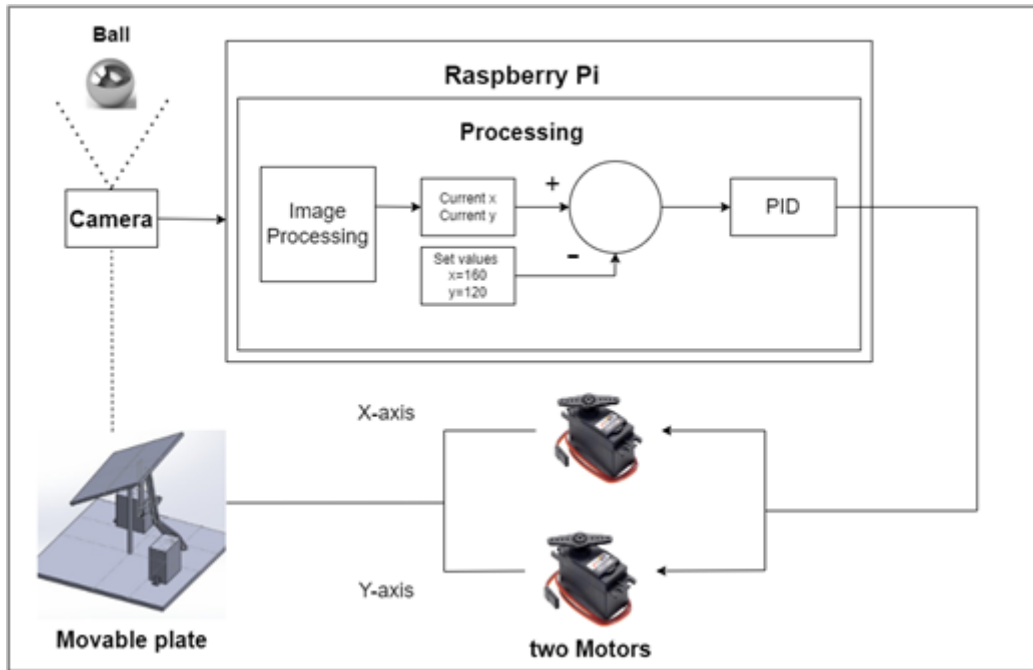 Ball
Raspberry Pi
Processing
Camera
Image
Processing
Current x
Current y
+
Set values
x=160
y=120
-
PID
X-axis
Y-axis
Movable plate
two Motors